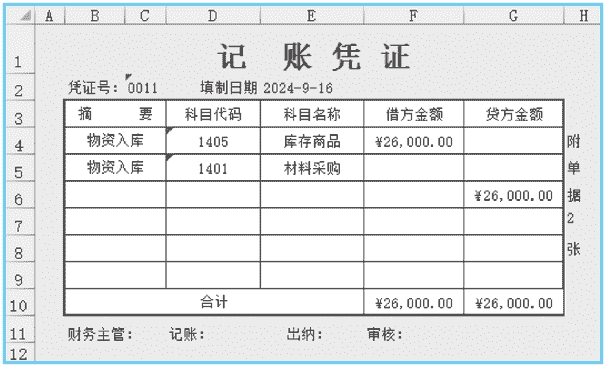 A B C D E F G H
1 记 账 凭 证
2 凭证号: 0011 填制日期 2024-9-16
3 摘 要 科目代码 科目名称 借方金额 贷方金额
4 物资入库 1405 库存商品 ¥26,000.00 附
5 物资入库 1401 材料采购 单
6 ¥26,000.00 据
7 2
8 张
9
10 合计 ¥26,000.00 ¥26,000.00
11 财务主管: 记账: 出纳: 审核:
12